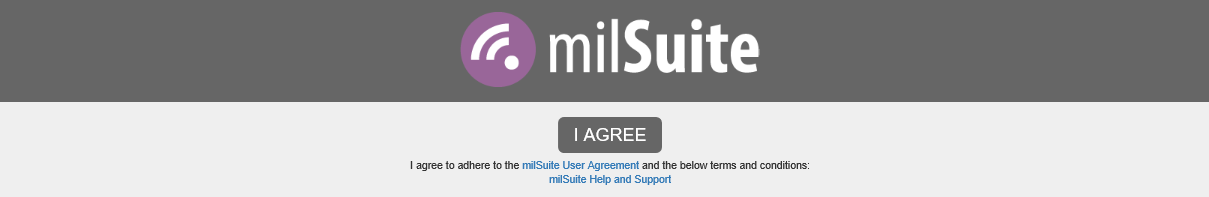 milSuite
I AGREE
I agree to adhere to the milSuite User Agreement and the below terms and conditions:
milSuite Help and Support